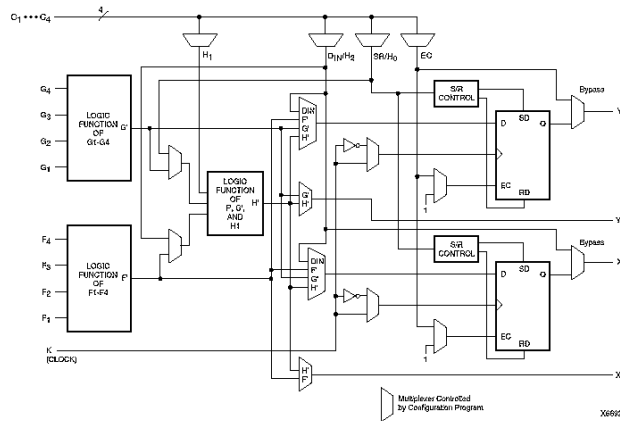 C1 ••• C4
4
H1
DIN/H2
SR/H0
EC
G4
G3
G2
G1
LOGIC
FUNCTION
OF
G1-G4
G'
F4
F3
F2
F1
LOGIC
FUNCTION
OF
F1-F4
F'
LOGIC
FUNCTION
OF
F', G',
AND
H1
H'
DIN
F'
G'
H'
G'
H'
DIN
F'
G'
H'
H'
F'
S/R
CONTROL
Bypass
D
SD
Q
EC
RD
1
Y
S/R
CONTROL
Bypass
D
SD
Q
EC
RD
1
X
K
(CLOCK)
X
Multiplexer Controlled
by Configuration Program